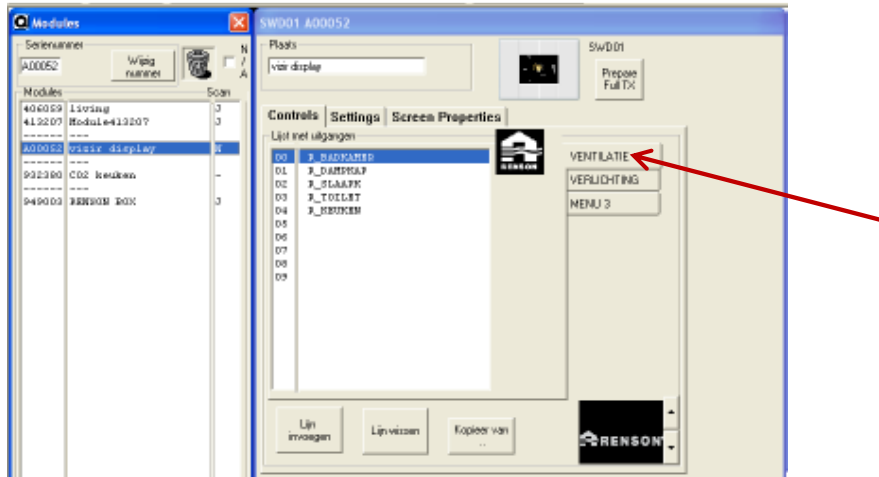 Modules
Serienummer
A00052
Wijzig
nummer
N
/
A
Modules Scan
406059 living J
413207 Module413207 J
------ ---
A00052 vizir display N
------ ---
932380 CO2 keuken -
------ ---
949003 RENSON BOX J
SWD01 A00052
Plaats
vizir display
SWD01
Prepare
Full TX
Controls Settings Screen Properties
Lijst met uitgangen
RENSON
00 R_BADKAMER
01 R_DAMPKAP
02 R_SLAAPK
03 R_TOILET
04 R_KEUKEN
05
06
07
08
09
VENTILATIE
VERLICHTING
MENU 3
Lijn
invoegen
Lijn wissen
Kopieer van
..
RENSON